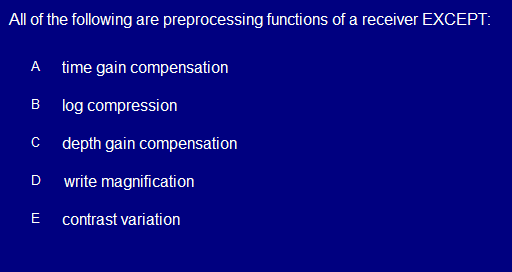 All of the following are preprocessing functions of a receiver EXCEPT:
A time gain compensation
B log compression
C depth gain compensation
D write magnification
E contrast variation